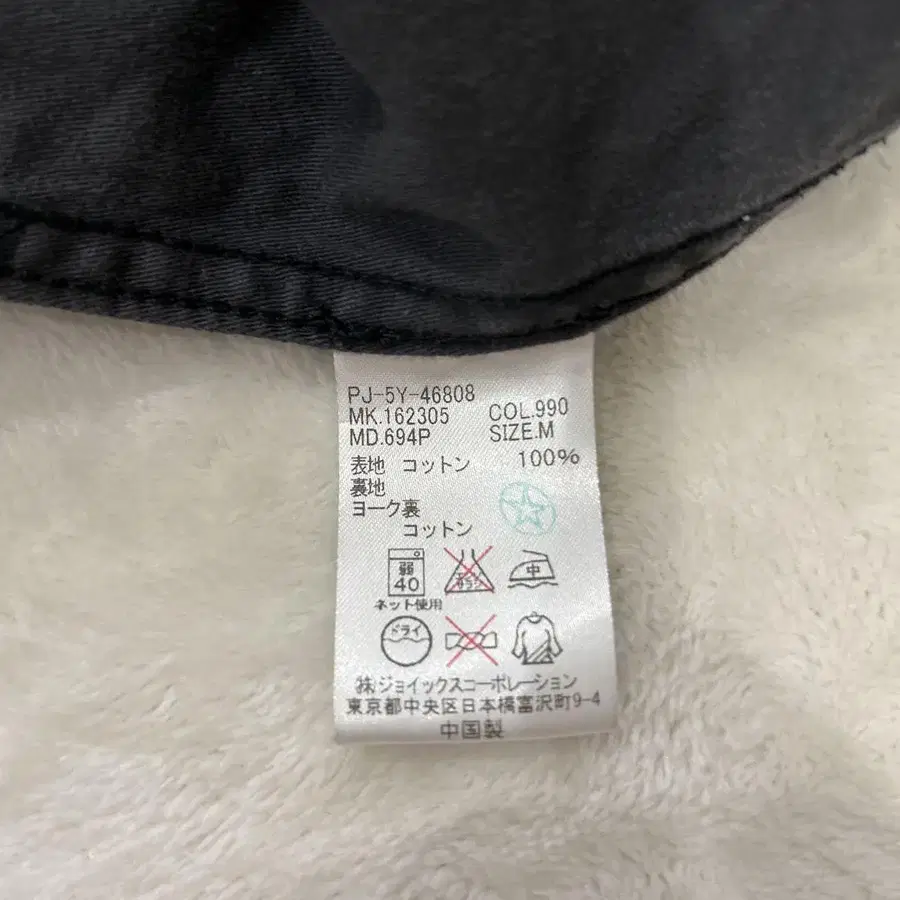 PJ-5Y-46808
MK.162305 COL.990
MD.694P SIZE.M
表地 コットン 100%
裏地
ヨーク裏
コットン
弱 中
40
ネット使用
ドライ
㈱ジョイックスコーポレーション
東京都中央区日本橋富沢町9-4
中国製